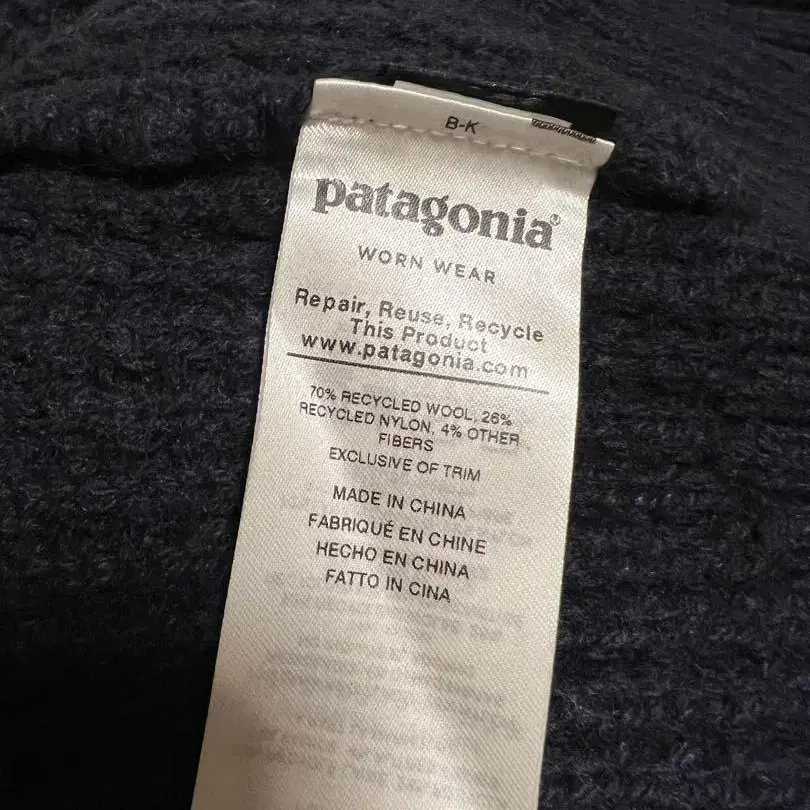 B-K
patagonia®
WORN WEAR
Repair, Reuse, Recycle
This Product
www.patagonia.com
70% RECYCLED WOOL, 26%
RECYCLED NYLON, 4% OTHER
FIBERS
EXCLUSIVE OF TRIM
MADE IN CHINA
FABRIQUÉ EN CHINE
HECHO EN CHINA
FATTO IN CINA